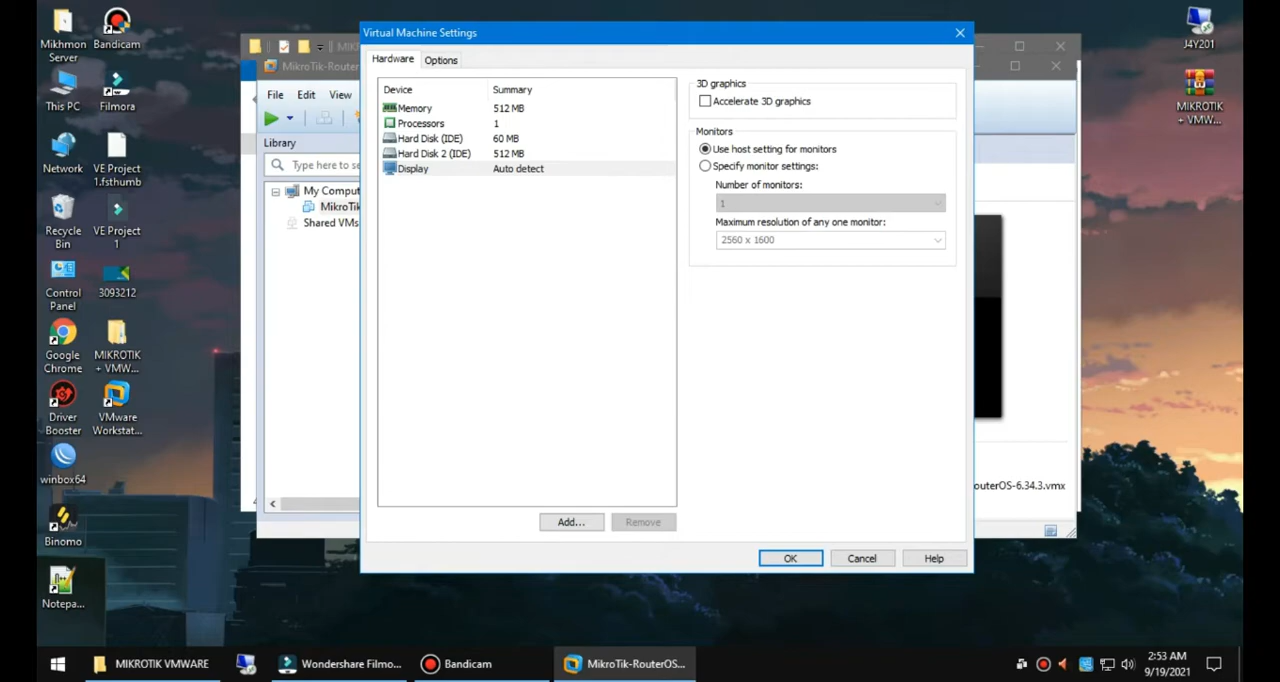 Mikhmon
Server
Bandicam
This PC
Filmora
Network
VE Project
1.fsthumb
Recycle
Bin
VE Project
1
Control
Panel
3093212
Google
Chrome
MIKROTIK
+ VMW...
Driver
Booster
VMware
Workstat...
winbox64
Binomo
Notepa...
J4Y201
MIKROTIK
+ VMW...
MikroTik-Router
File Edit View
Library
Type here to se
My Comput
MikroTik
Shared VMs
outerOS-6.34.3.vmx
Virtual Machine Settings
Hardware Options
Device Summary
Memory 512 MB
Processors 1
Hard Disk (IDE) 60 MB
Hard Disk 2 (IDE) 512 MB
Display Auto detect
Add... Remove
3D graphics
Accelerate 3D graphics
Monitors
Use host setting for monitors
Specify monitor settings:
Number of monitors:
1
Maximum resolution of any one monitor:
2560 x 1600
OK Cancel Help
MIKROTIK VMWARE
Wondershare Filmo...
Bandicam
MikroTik-RouterOS...
2:53 AM
9/19/2021